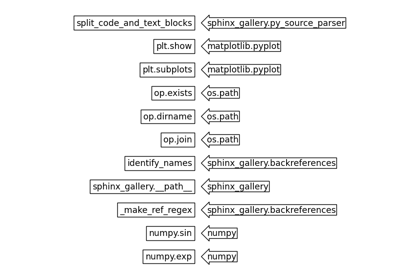 split_code_and_text_blocks sphinx_gallery.py_source_parser
plt.show matplotlib.pyplot
plt.subplots matplotlib.pyplot
op.exists os.path
op.dirname os.path
op.join os.path
identify_names sphinx_gallery.backreferences
sphinx_gallery.__path__ sphinx_gallery
_make_ref_regex sphinx_gallery.backreferences
numpy.sin numpy
numpy.exp numpy